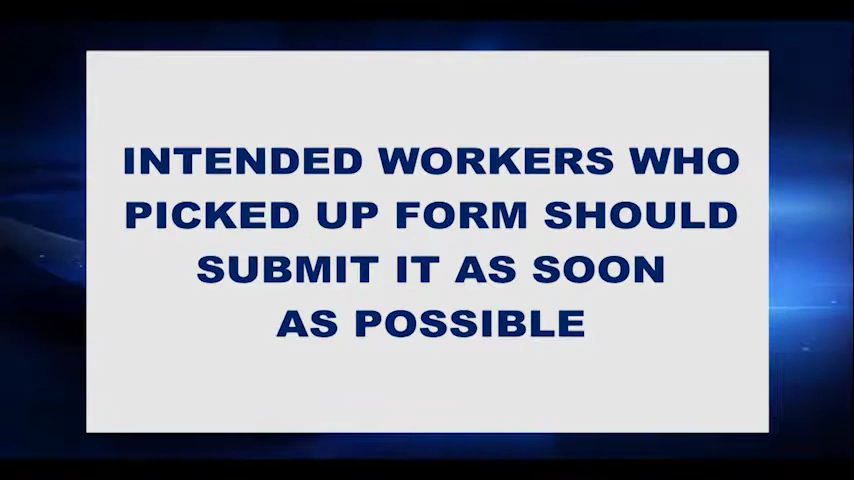 INTENDED WORKERS WHO
PICKED UP FORM SHOULD
SUBMIT IT AS SOON
AS POSSIBLE